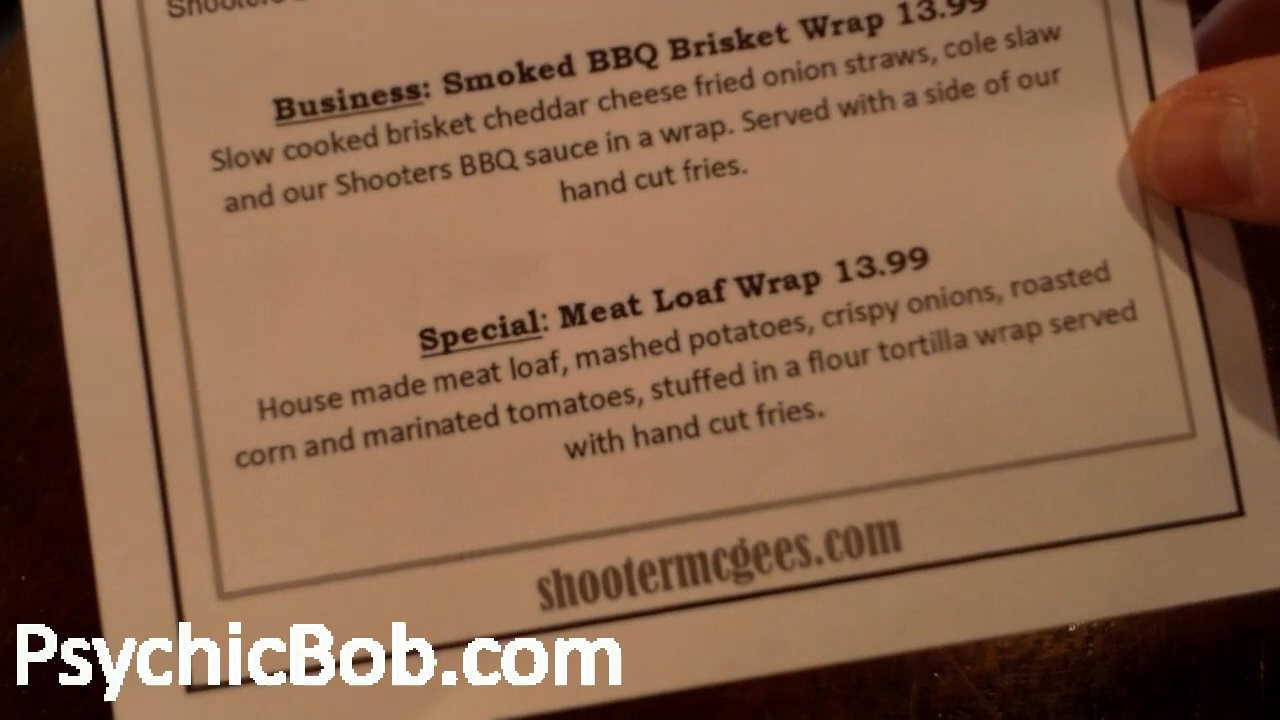 Shooters
Business: Smoked BBQ Brisket Wrap 13.99
Slow cooked brisket cheddar cheese fried onion straws, cole slaw
and our Shooters BBQ sauce in a wrap. Served with a side of our
hand cut fries.
Special: Meat Loaf Wrap 13.99
House made meat loaf, mashed potatoes, crispy onions, roasted
corn and marinated tomatoes, stuffed in a flour tortilla wrap served
with hand cut fries.
shootermcgees.com
PsychicBob.com